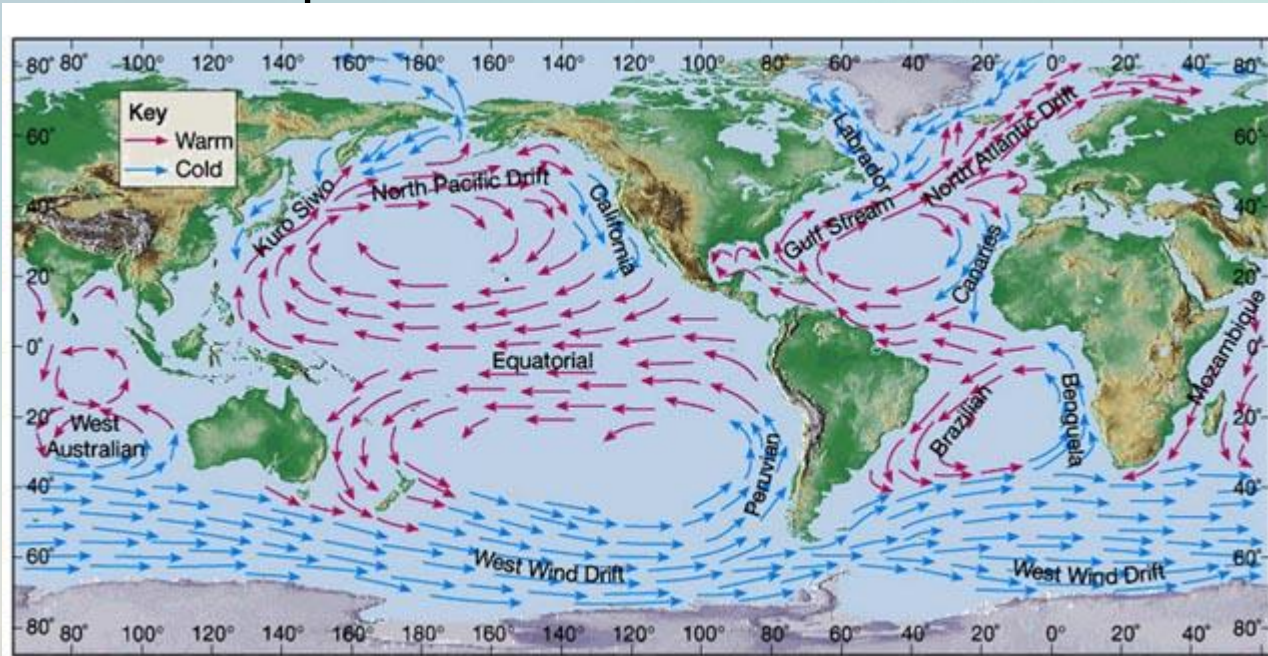 80° 80° 100° 120° 140° 160° 180° 160° 140° 120° 100° 80° 60° 40° 20° 0° 20° 40° 80°
Key
Warm
Cold
60°
60°
Labrador
North Atlantic Drift
North Pacific Drift
Kuro Siwo
California
Gulf Stream
40°
40°
Canaries
20°
20°
Mozambique
0°
0°
Equatorial
West
Australian
20°
20°
Brazilian
Benguela
Peruvian
40°
40°
60°
60°
West Wind Drift
West Wind Drift
80° 80° 100° 120° 140° 160° 180° 160° 140° 120° 100° 80° 60° 40° 20° 0° 20° 40° 80°